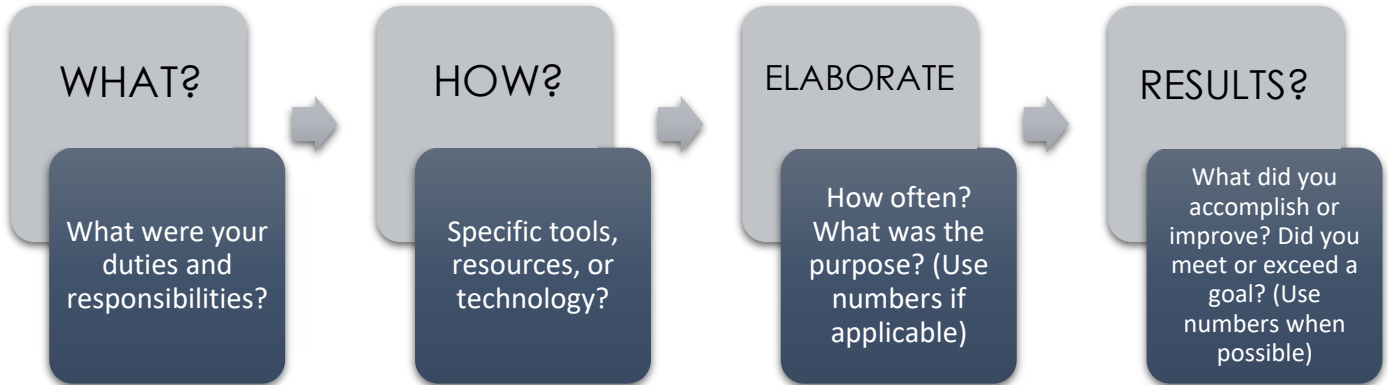 WHAT?
What were your
duties and
responsibilities?
HOW?
Specific tools,
resources, or
technology?
ELABORATE
How often?
What was the
purpose? (Use
numbers if
applicable)
RESULTS?
What did you
accomplish or
improve? Did you
meet or exceed a
goal? (Use
numbers when
possible)